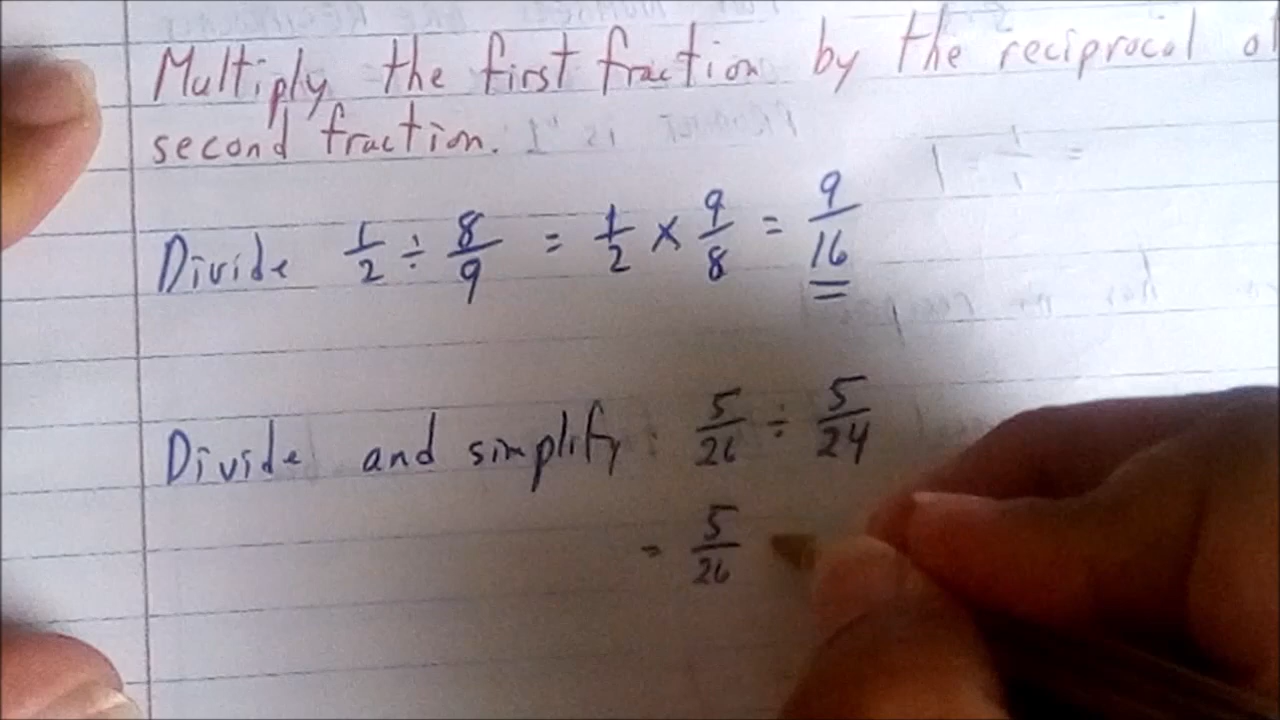 Multiply the first fraction by the reciprocal of
second fraction.
Divide 1/2 ÷ 8/9 = 1/2 × 9/8 = 9/16
Divide and simplify: 5/26 ÷ 5/24
= 5/26